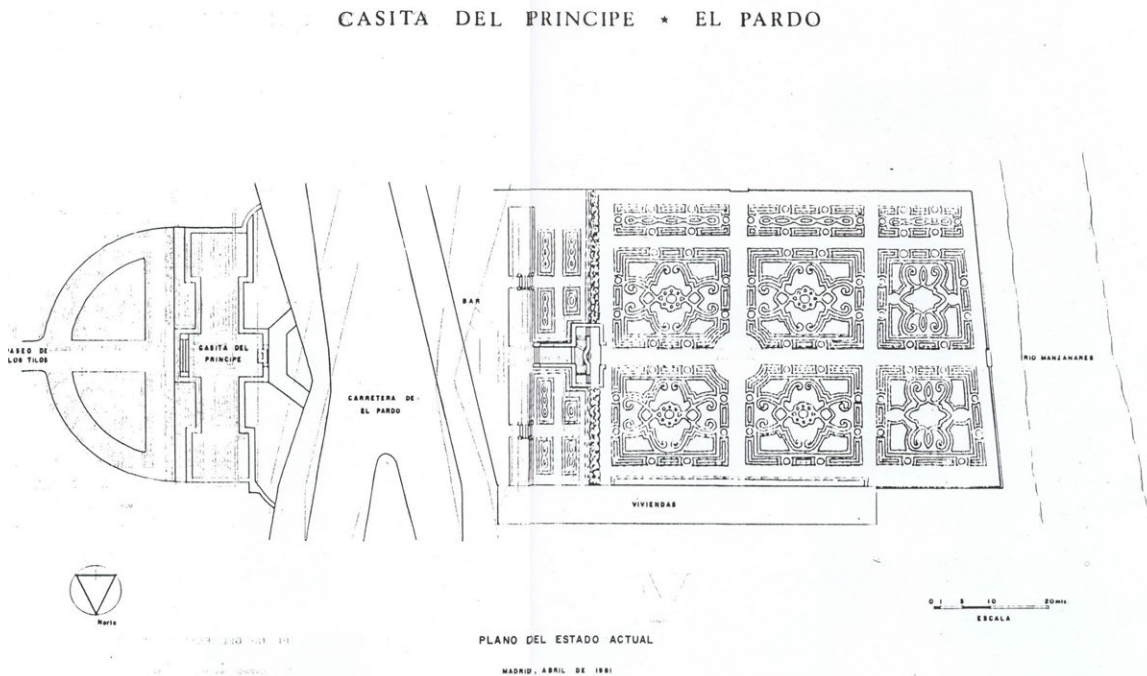 CASITA DEL PRINCIPE * EL PARDO
BAR
PASEO DE
LOS TILOS
CASITA DEL
PRINCIPE
RIO MANZANARES
CARRETERA DE
EL PARDO
VIVIENDAS
Norte
0 1 5 10 20mts
ESCALA
PLANO DEL ESTADO ACTUAL
MADRID, ABRIL DE 1981